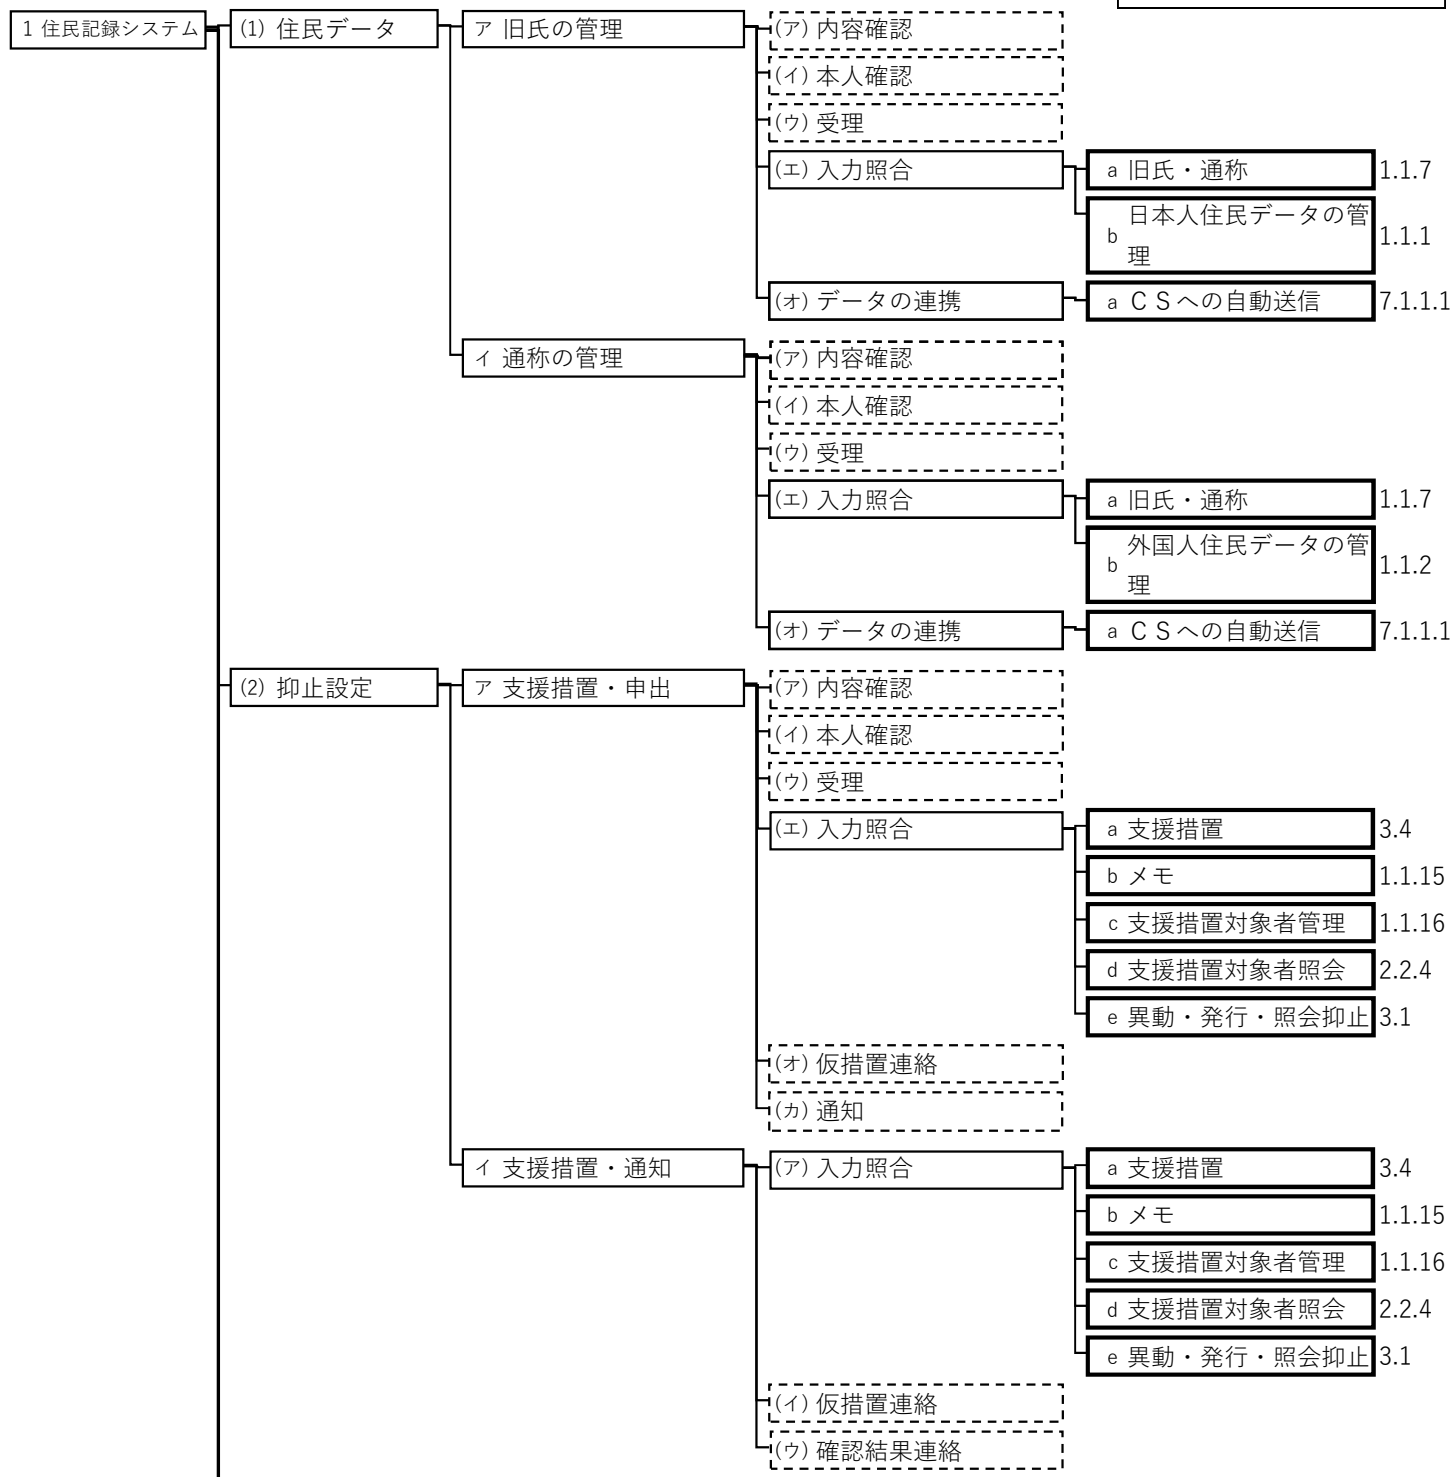 1 住民記録システム
(1) 住民データ
ア 旧氏の管理
(ア) 内容確認
(イ) 本人確認
(ウ) 受理
(エ) 入力照合
a 旧氏・通称 1.1.7
b 日本人住民データの管
理 1.1.1
(オ) データの連携
a ＣＳへの自動送信 7.1.1.1
イ 通称の管理
(ア) 内容確認
(イ) 本人確認
(ウ) 受理
(エ) 入力照合
a 旧氏・通称 1.1.7
b 外国人住民データの管
理 1.1.2
(オ) データの連携
a ＣＳへの自動送信 7.1.1.1
(2) 抑止設定
ア 支援措置・申出
(ア) 内容確認
(イ) 本人確認
(ウ) 受理
(エ) 入力照合
a 支援措置 3.4
b メモ 1.1.15
c 支援措置対象者管理 1.1.16
d 支援措置対象者照会 2.2.4
e 異動・発行・照会抑止 3.1
(オ) 仮措置連絡
(カ) 通知
イ 支援措置・通知
(ア) 入力照合
a 支援措置 3.4
b メモ 1.1.15
c 支援措置対象者管理 1.1.16
d 支援措置対象者照会 2.2.4
e 異動・発行・照会抑止 3.1
(イ) 仮措置連絡
(ウ) 確認結果連絡